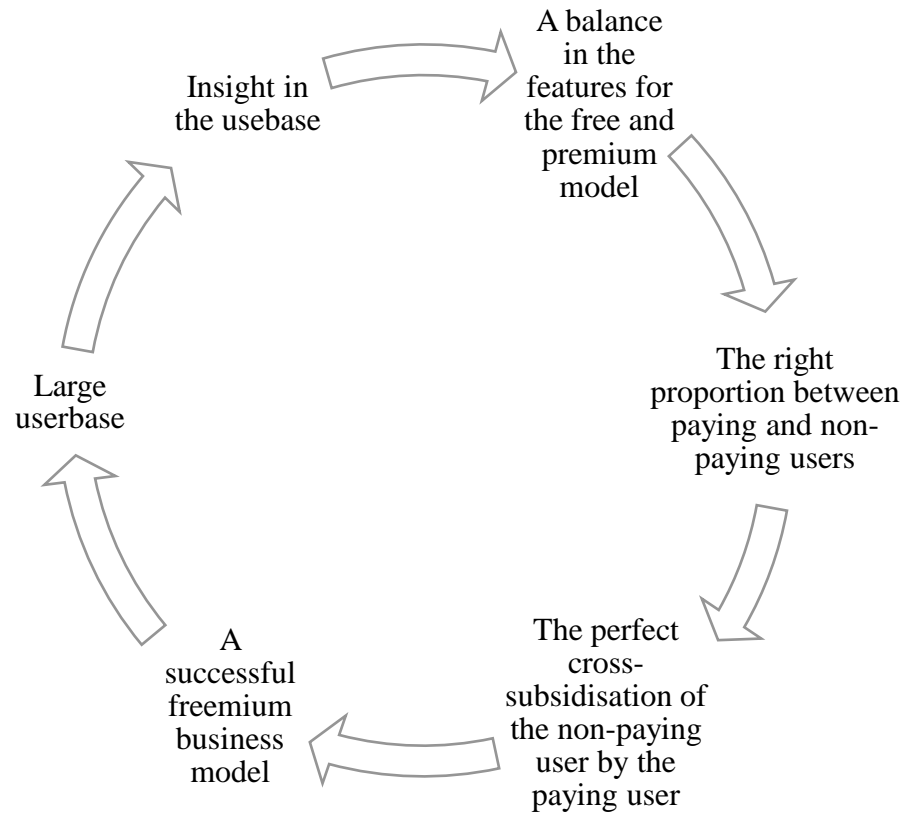 A balance
in the
features for
the free and
premium
model
The right
proportion between
paying and non-
paying users
The perfect
cross-
subsidisation of
the non-paying
user by the
paying user
A
successful
freemium
business
model
Large
userbase
Insight in
the usebase